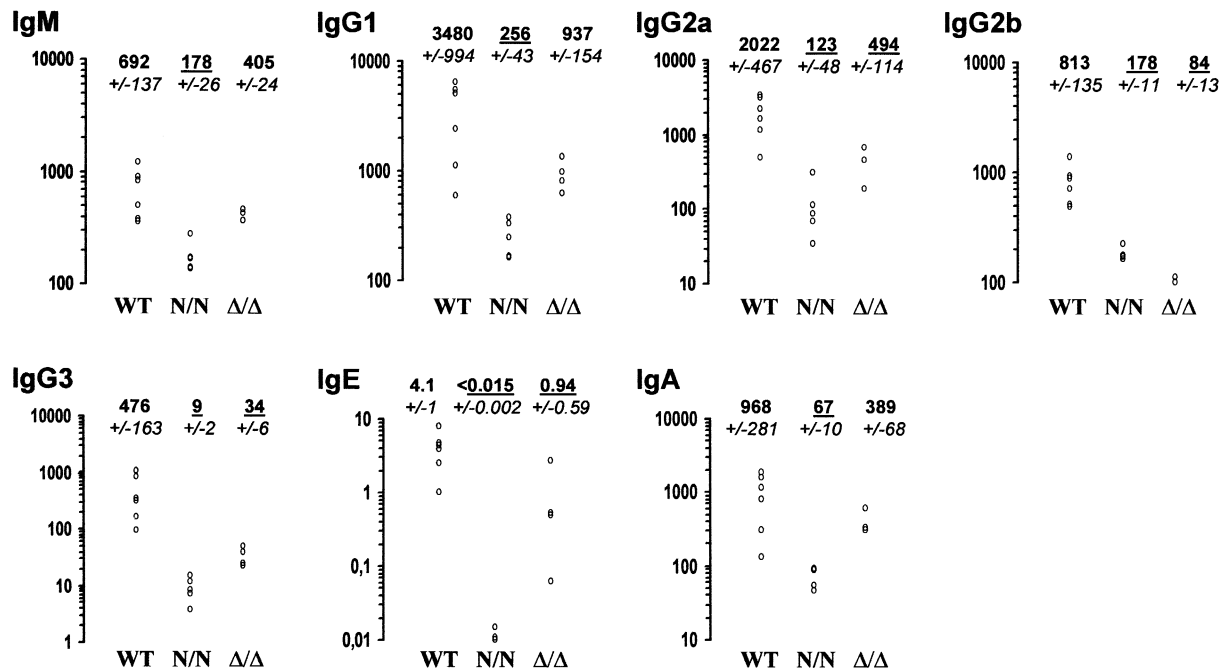 IgM
692 178 405
+/-137 +/-26 +/-24
10000
1000
100
WT N/N Δ/Δ
IgG1
3480 256 937
+/-994 +/-43 +/-154
10000
1000
100
WT N/N Δ/Δ
IgG2a
2022 123 494
+/-467 +/-48 +/-114
10000
1000
100
10
WT N/N Δ/Δ
IgG2b
813 178 84
+/-135 +/-11 +/-13
10000
1000
100
WT N/N Δ/Δ
IgG3
476 9 34
+/-163 +/-2 +/-6
10000
1000
100
10
1
WT N/N Δ/Δ
IgE
4.1 <0.015 0.94
+/-1 +/-0.002 +/-0.59
10
1
0,1
0,01
WT N/N Δ/Δ
IgA
968 67 389
+/-281 +/-10 +/-68
10000
1000
100
10
WT N/N Δ/Δ